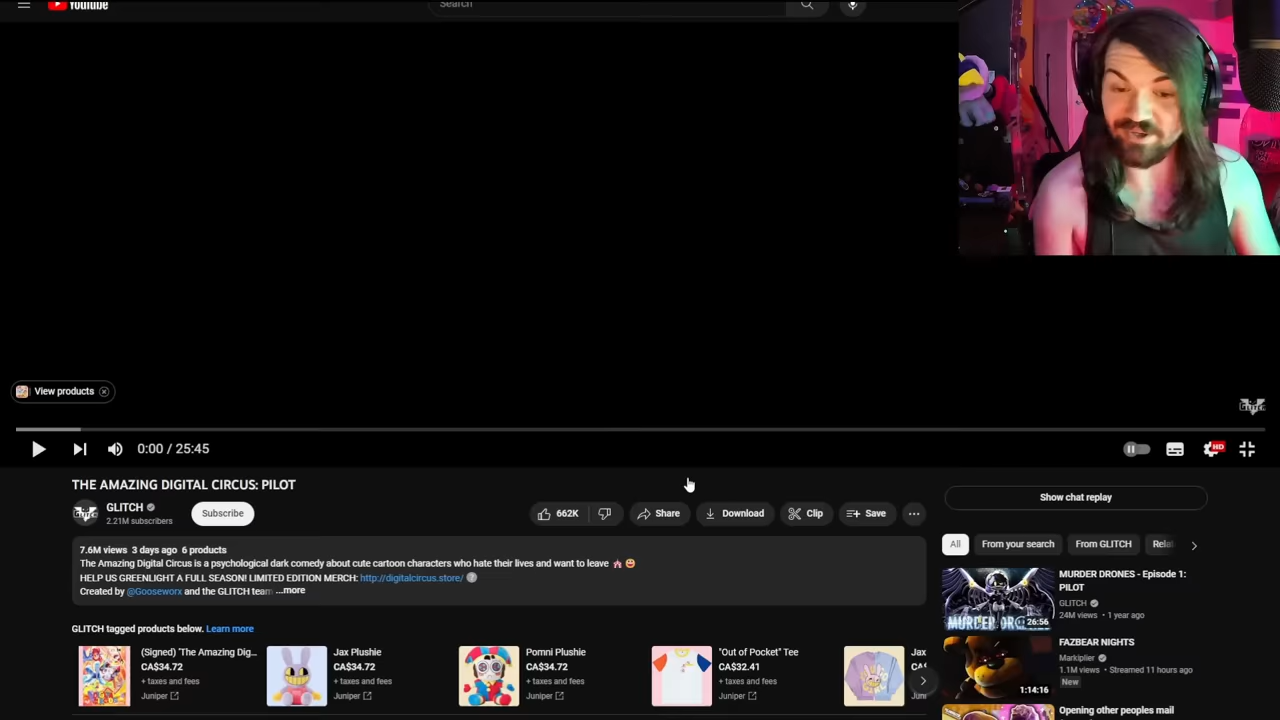 YouTube
Search
View products
GLITCH
0:00 / 25:45
HD
THE AMAZING DIGITAL CIRCUS: PILOT
GLITCH
2.21M subscribers
Subscribe
662K
Share
Download
Clip
Save
7.6M views 3 days ago 6 products
The Amazing Digital Circus is a psychological dark comedy about cute cartoon characters who hate their lives and want to leave
HELP US GREENLIGHT A FULL SEASON! LIMITED EDITION MERCH: http://digitalcircus.store/
Created by @Gooseworx and the GLITCH team ...more
GLITCH tagged products below. Learn more
(Signed) "The Amazing Dig...
CA$34.72
+ taxes and fees
Juniper
Jax Plushie
CA$34.72
+ taxes and fees
Juniper
Pomni Plushie
CA$34.72
+ taxes and fees
Juniper
"Out of Pocket" Tee
CA$32.41
+ taxes and fees
Juniper
Jax
Show chat replay
All
From your search
From GLITCH
Relat
MURDER DRONES
26:56
MURDER DRONES - Episode 1:
PILOT
GLITCH
24M views • 1 year ago
1:14:16
FAZBEAR NIGHTS
Markiplier
1.1M views • Streamed 11 hours ago
New
Opening other peoples mail